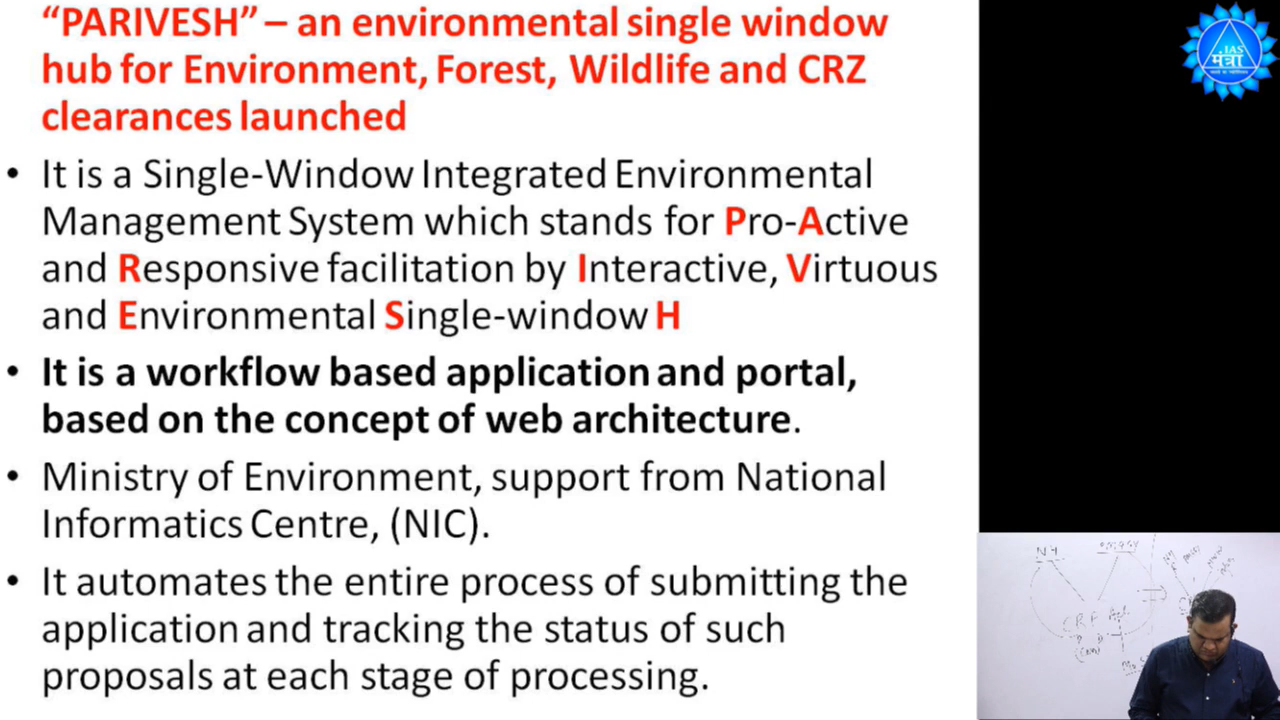 “PARIVESH” – an environmental single window
hub for Environment, Forest, Wildlife and CRZ
clearances launched
• It is a Single-Window Integrated Environmental
Management System which stands for Pro-Active
and Responsive facilitation by Interactive, Virtuous
and Environmental Single-window H
• It is a workflow based application and portal,
based on the concept of web architecture.
• Ministry of Environment, support from National
Informatics Centre, (NIC).
• It automates the entire process of submitting the
application and tracking the status of such
proposals at each stage of processing.
IAS
मंत्रा